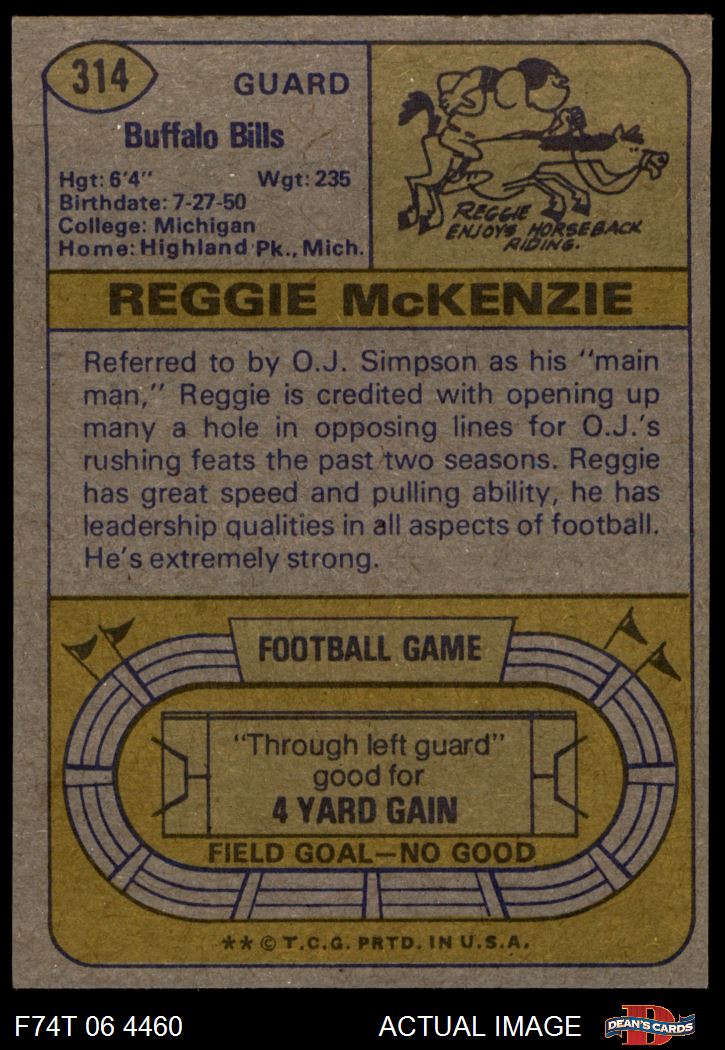 314
GUARD
Buffalo Bills
Hgt: 6'4" Wgt: 235
Birthdate: 7-27-50
College: Michigan
Home: Highland Pk., Mich.
REGGIE
ENJOYS HORSEBACK
RIDING.
REGGIE McKENZIE
Referred to by O.J. Simpson as his "main
man," Reggie is credited with opening up
many a hole in opposing lines for O.J.'s
rushing feats the past two seasons. Reggie
has great speed and pulling ability, he has
leadership qualities in all aspects of football.
He's extremely strong.
FOOTBALL GAME
"Through left guard"
good for
4 YARD GAIN
FIELD GOAL—NO GOOD
** © T.C.G. PRTD. IN U.S.A.
F74T 06 4460 ACTUAL IMAGE
D
DEAN'S CARDS